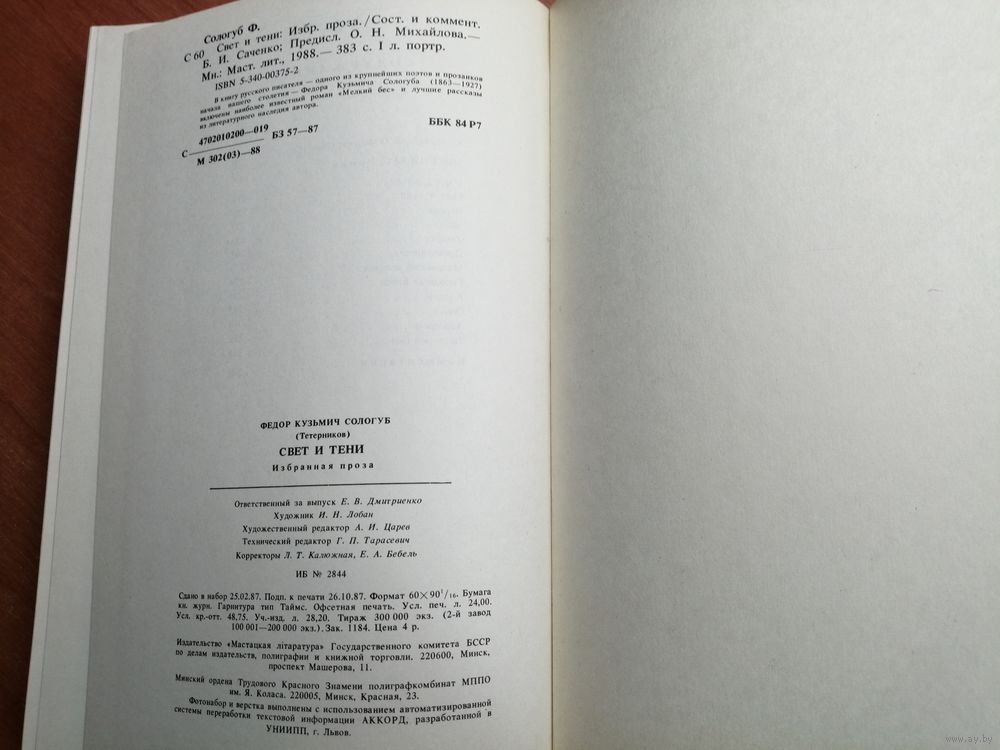 Сологуб Ф.
С 60 Свет и тени: Избр. проза./Сост. и коммент.
Б. И. Саченко; Предисл. О. Н. Михайлова.—
Мн.: Маст. лит., 1988.— 383 с. 1 л. портр.
ISBN 5-340-00375-2
В книгу русского писателя — одного из крупнейших поэтов и прозаиков
начала нашего столетия — Федора Кузьмича Сологуба (1863—1927)
включены наиболее известный роман «Мелкий бес» и лучшие рассказы
из литературного наследия автора.
С 4702010200—019 БЗ 57—87
М 302(03)—88
ББК 84 Р7
ФЕДОР КУЗЬМИЧ СОЛОГУБ
(Тетерников)
СВЕТ И ТЕНИ
Избранная проза
Ответственный за выпуск Е. В. Дмитриенко
Художник И. Н. Лобан
Художественный редактор А. И. Царев
Технический редактор Г. П. Тарасевич
Корректоры Л. Т. Калюжная, Е. А. Бебель
ИБ № 2844
Сдано в набор 25.02.87. Подп. к печати 26.10.87. Формат 60×90¹/₁₆. Бумага
кн. журн. Гарнитура тип Таймс. Офсетная печать. Усл. печ. л. 24,00.
Усл. кр.-отт. 48,75. Уч.-изд. л. 28,20. Тираж 300 000 экз. (2-й завод
100 001—200 000 экз.). Зак. 1184. Цена 4 р.
Издательство «Мастацкая літаратура» Государственного комитета БССР
по делам издательств, полиграфии и книжной торговли. 220600, Минск,
проспект Машерова, 11.
Минский ордена Трудового Красного Знамени полиграфкомбинат МППО
им. Я. Коласа. 220005, Минск, Красная, 23.
Фотонабор и верстка выполнены с использованием автоматизированной
системы переработки текстовой информации АККОРД, разработанной в
УНИИПП, г. Львов.
www.ay.by